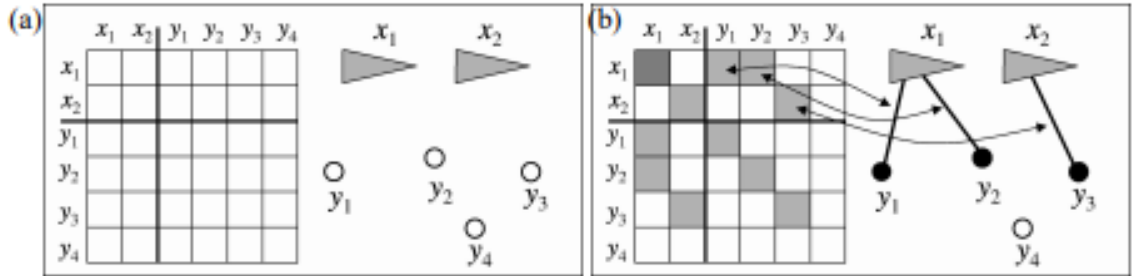 (a)
x₁ x₂ y₁ y₂ y₃ y₄
x₁
x₂
y₁
y₂
y₃
y₄
x₁ x₂
y₁ y₂ y₃
y₄
(b)
x₁ x₂ y₁ y₂ y₃ y₄
x₁
x₂
y₁
y₂
y₃
y₄
x₁ x₂
y₁ y₂ y₃
y₄